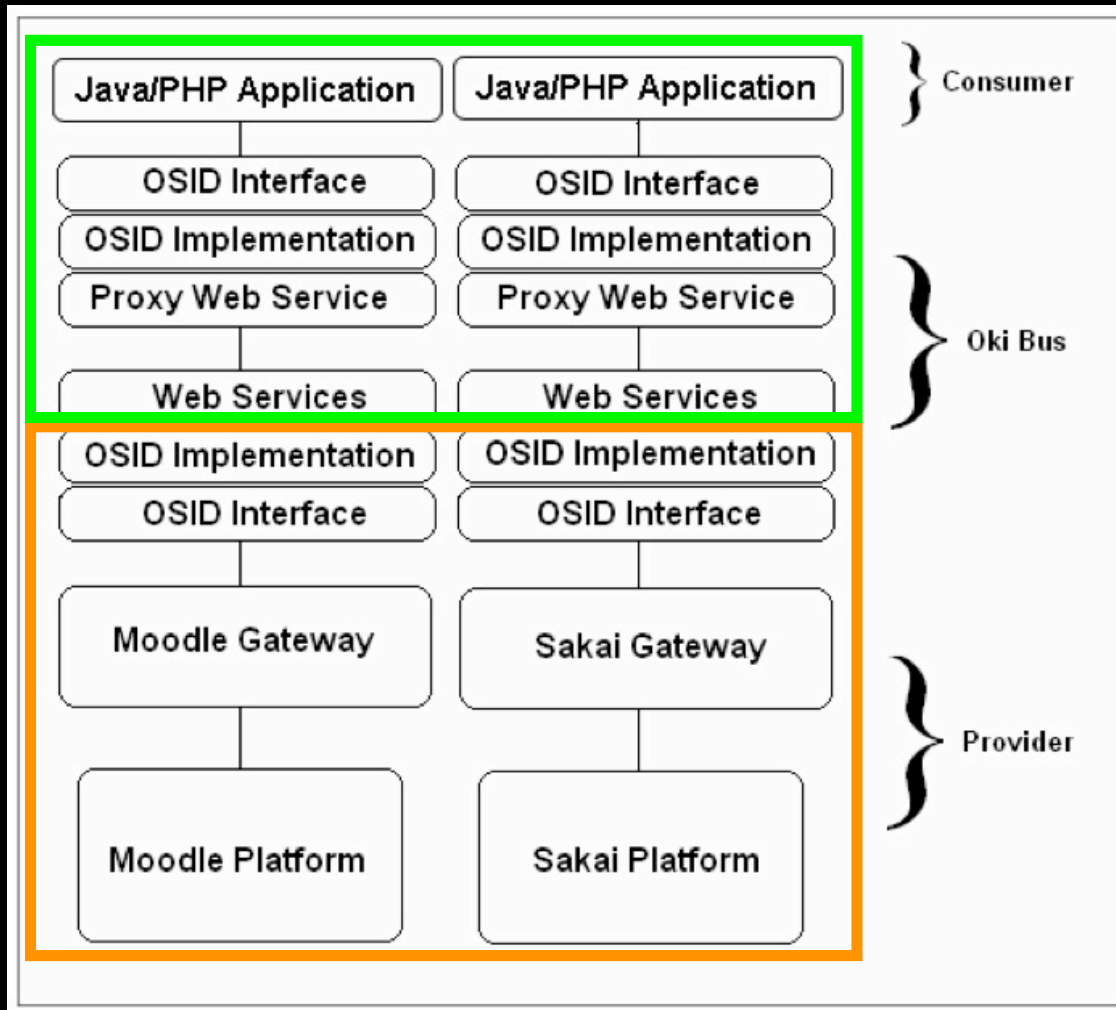 Java/PHP Application
Java/PHP Application
Consumer
OSID Interface
OSID Interface
OSID Implementation
OSID Implementation
Proxy Web Service
Proxy Web Service
Oki Bus
Web Services
Web Services
OSID Implementation
OSID Implementation
OSID Interface
OSID Interface
Moodle Gateway
Sakai Gateway
Provider
Moodle Platform
Sakai Platform